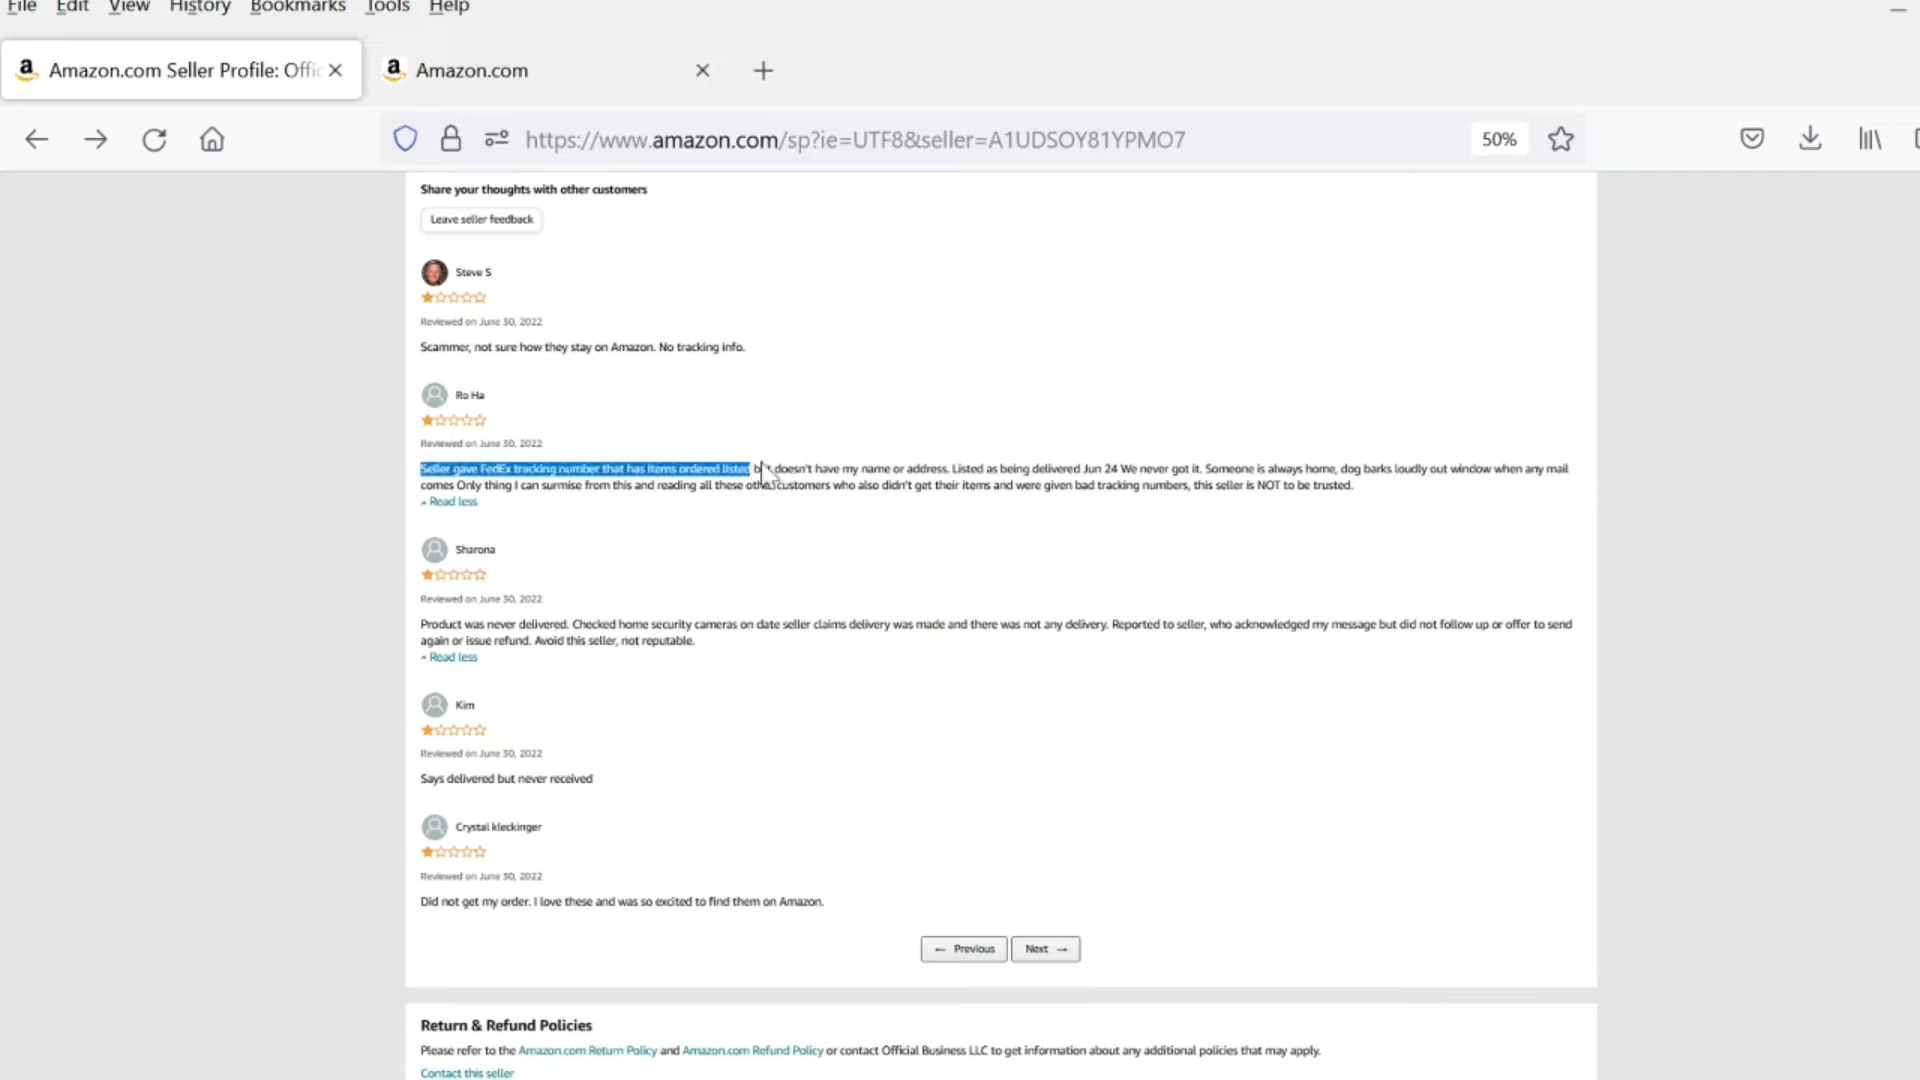 File Edit View History Bookmarks Tools Help
Amazon.com Seller Profile: Offic
Amazon.com
https://www.amazon.com/sp?ie=UTF8&seller=A1UDSOY81YPMO7
50%
Share your thoughts with other customers
Leave seller feedback
Steve S
Reviewed on June 30, 2022
Scammer, not sure how they stay on Amazon. No tracking info.
Ro Ha
Reviewed on June 30, 2022
Seller gave FedEx tracking number that has items ordered listed but doesn't have my name or address. Listed as being delivered Jun 24 We never got it. Someone is always home, dog barks loudly out window when any mail
comes Only thing I can surmise from this and reading all these other customers who also didn't get their items and were given bad tracking numbers, this seller is NOT to be trusted.
Read less
Sharona
Reviewed on June 30, 2022
Product was never delivered. Checked home security cameras on date seller claims delivery was made and there was not any delivery. Reported to seller, who acknowledged my message but did not follow up or offer to send
again or issue refund. Avoid this seller, not reputable.
Read less
Kim
Reviewed on June 30, 2022
Says delivered but never received
Crystal kleckinger
Reviewed on June 30, 2022
Did not get my order. I love these and was so excited to find them on Amazon.
← Previous Next →
Return & Refund Policies
Please refer to the Amazon.com Return Policy and Amazon.com Refund Policy or contact Official Business LLC to get information about any additional policies that may apply.
Contact this seller